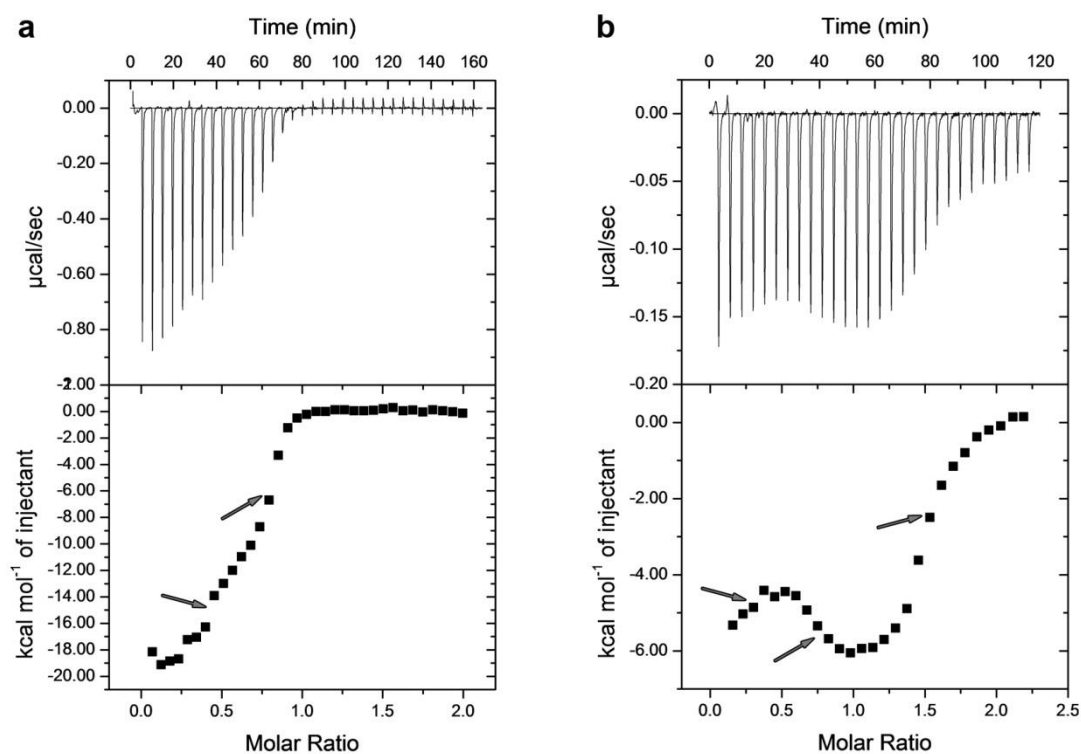 a
Time (min)
0 20 40 60 80 100 120 140 160
0.00
-0.20
-0.40
-0.60
-0.80
µcal/sec
-1.00
0.00
-2.00
-4.00
-6.00
-8.00
-10.00
-12.00
-14.00
-16.00
-18.00
-20.00
kcal mol⁻¹ of injectant
0.0 0.5 1.0 1.5 2.0
Molar Ratio
b
Time (min)
0 20 40 60 80 100 120
0.00
-0.05
-0.10
-0.15
-0.20
µcal/sec
0.00
-2.00
-4.00
-6.00
kcal mol⁻¹ of injectant
0.0 0.5 1.0 1.5 2.0 2.5
Molar Ratio